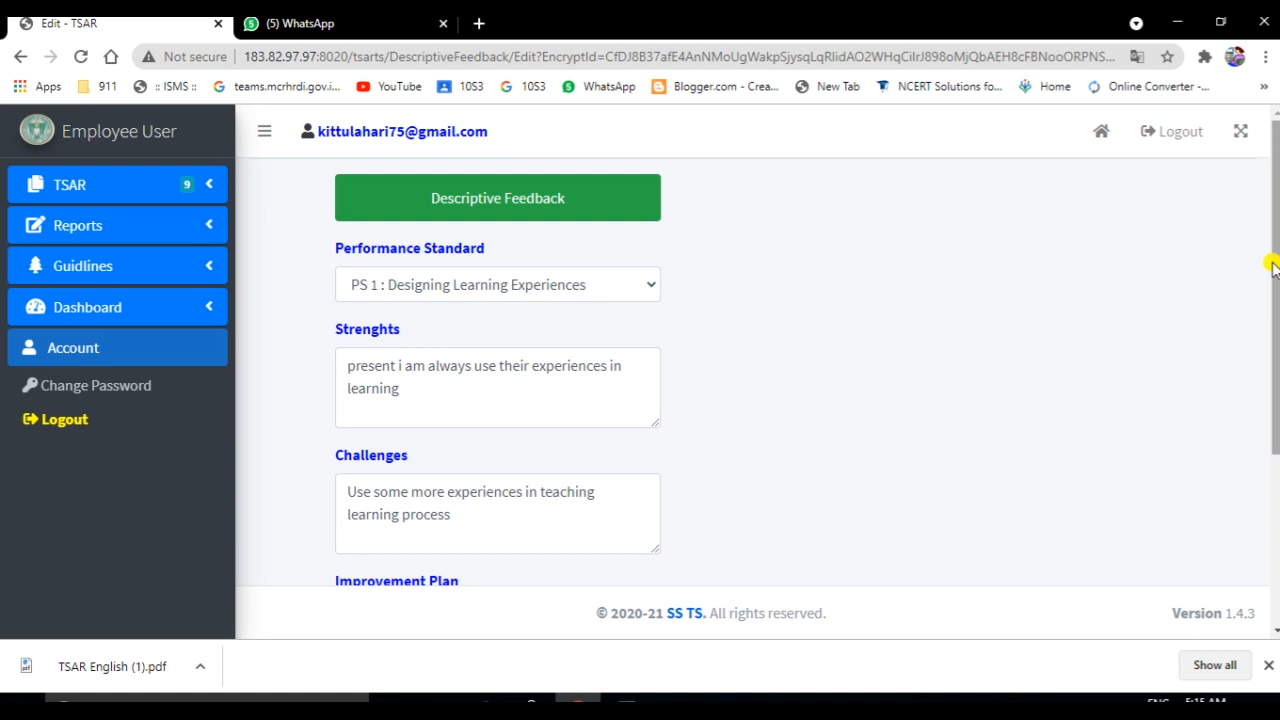 Edit - TSAR
(5) WhatsApp
Not secure
183.82.97.97:8020/tsarts/DescriptiveFeedback/Edit?EncryptId=CfDJ8B37afE4AnNMoUgWakpSjysqLqRIidAO2WHqCiIrJ898oMjQbAEH8cFBNooORPNS...
Apps
911
:: ISMS ::
teams.mcrhrdi.gov.i...
YouTube
10S3
10S3
WhatsApp
Blogger.com - Crea...
New Tab
NCERT Solutions fo...
Home
Online Converter -...
»
Employee User
kittulahari75@gmail.com
Logout
TSAR
9
Reports
Guidlines
Dashboard
Account
Change Password
Logout
Descriptive Feedback
Performance Standard
PS 1 : Designing Learning Experiences
Strenghts
present i am always use their experiences in
learning
Challenges
Use some more experiences in teaching
learning process
Improvement Plan
© 2020-21 SS TS. All rights reserved.
Version 1.4.3
TSAR English (1).pdf
Show all